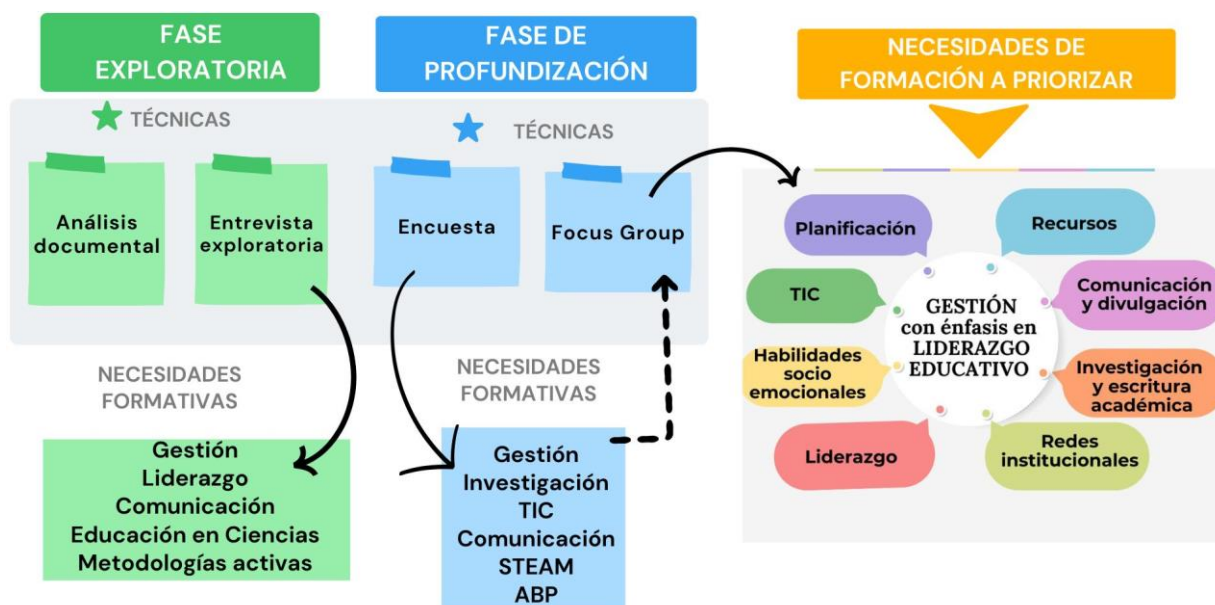 FASE
EXPLORATORIA
TÉCNICAS
Análisis
documental
Entrevista
exploratoria
NECESIDADES
FORMATIVAS
Gestión
Liderazgo
Comunicación
Educación en Ciencias
Metodologías activas
FASE DE
PROFUNDIZACIÓN
TÉCNICAS
Encuesta
Focus Group
NECESIDADES
FORMATIVAS
Gestión
Investigación
TIC
Comunicación
STEAM
ABP
NECESIDADES DE
FORMACIÓN A PRIORIZAR
Planificación
Recursos
TIC
Comunicación
y divulgación
GESTIÓN
con énfasis en
LIDERAZGO
EDUCATIVO
Habilidades
socio
emocionales
Investigación
y escritura
académica
Liderazgo
Redes
institucionales